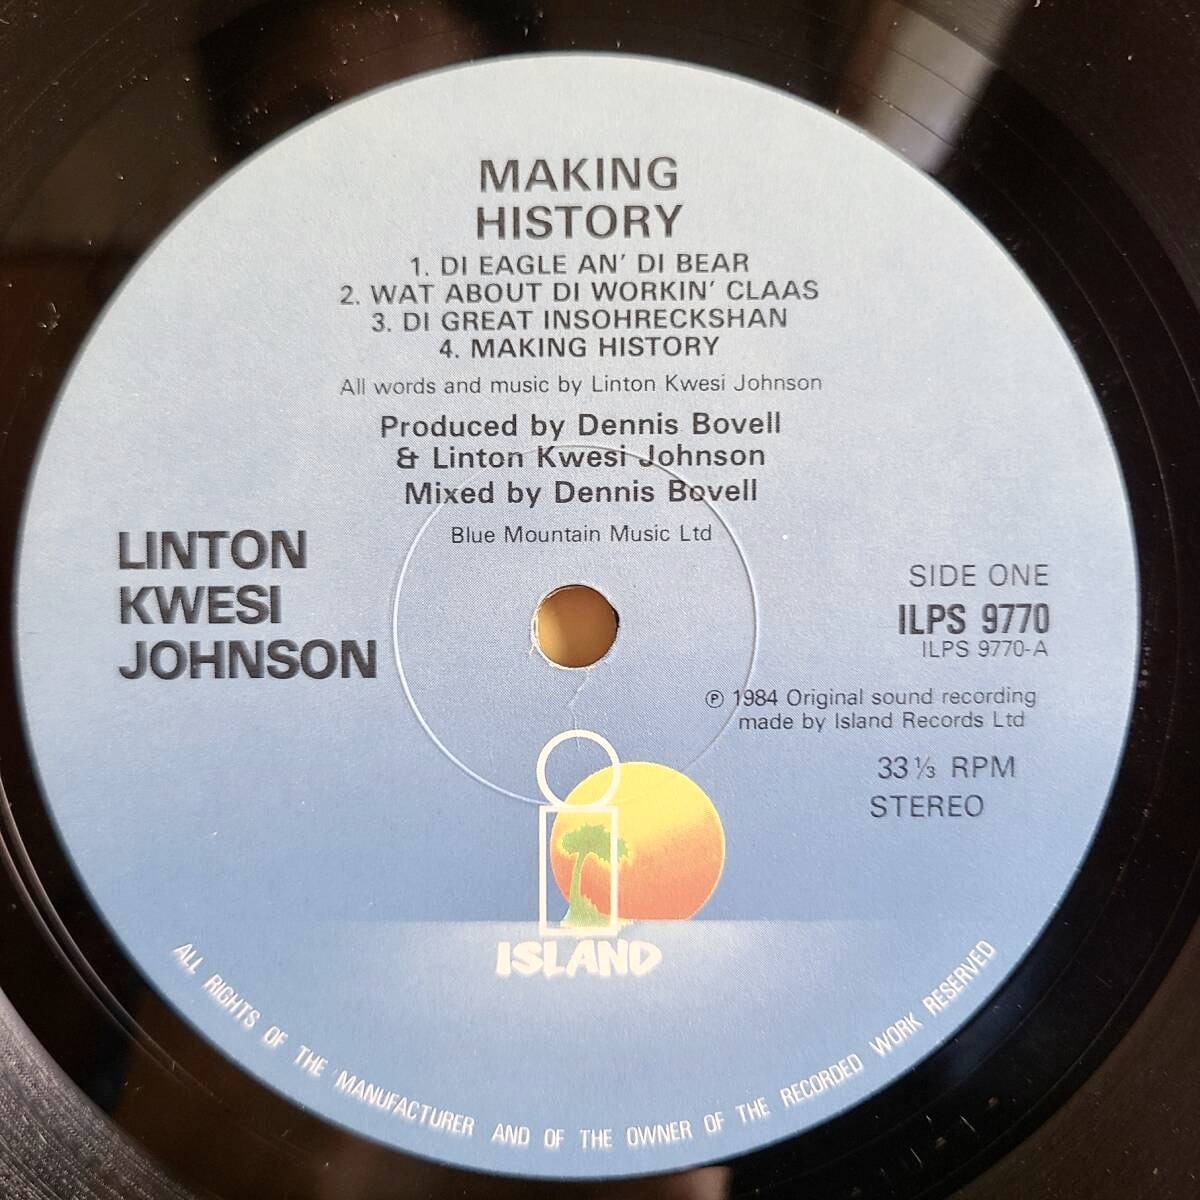 MAKING
HISTORY
1. DI EAGLE AN' DI BEAR
2. WAT ABOUT DI WORKIN' CLAAS
3. DI GREAT INSOHRECKSHAN
4. MAKING HISTORY
All words and music by Linton Kwesi Johnson
Produced by Dennis Bovell
& Linton Kwesi Johnson
Mixed by Dennis Bovell
Blue Mountain Music Ltd
LINTON
KWESI
JOHNSON
SIDE ONE
ILPS 9770
ILPS 9770-A
℗ 1984 Original sound recording
made by Island Records Ltd
33⅓ RPM
STEREO
ISLAND
ALL RIGHTS OF THE MANUFACTURER AND OF THE OWNER OF THE RECORDED WORK RESERVED